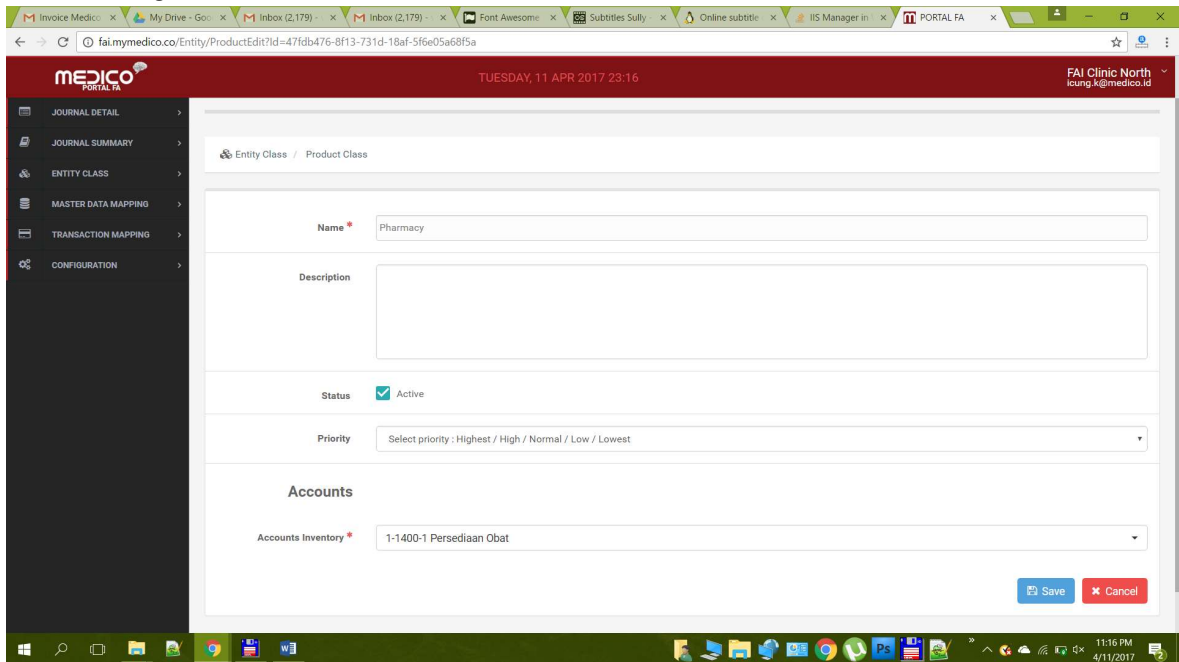 Invoice Medico
My Drive - Goo
Inbox (2,179) -
Inbox (2,179) -
Font Awesome
Subtitles Sully -
Online subtitle
IIS Manager in
PORTAL FA
fai.mymedico.co/Entity/ProductEdit?Id=47fdb476-8f13-731d-18af-5f6e05a68f5a
MEDICO
PORTAL FA
TUESDAY, 11 APR 2017 23:16
FAI Clinic North
icung.k@medico.id
JOURNAL DETAIL
JOURNAL SUMMARY
ENTITY CLASS
MASTER DATA MAPPING
TRANSACTION MAPPING
CONFIGURATION
Entity Class / Product Class
Name *
Pharmacy
Description
Status
Active
Priority
Select priority : Highest / High / Normal / Low / Lowest
Accounts
Accounts Inventory *
1-1400-1 Persediaan Obat
Save
Cancel
11:16 PM
4/11/2017